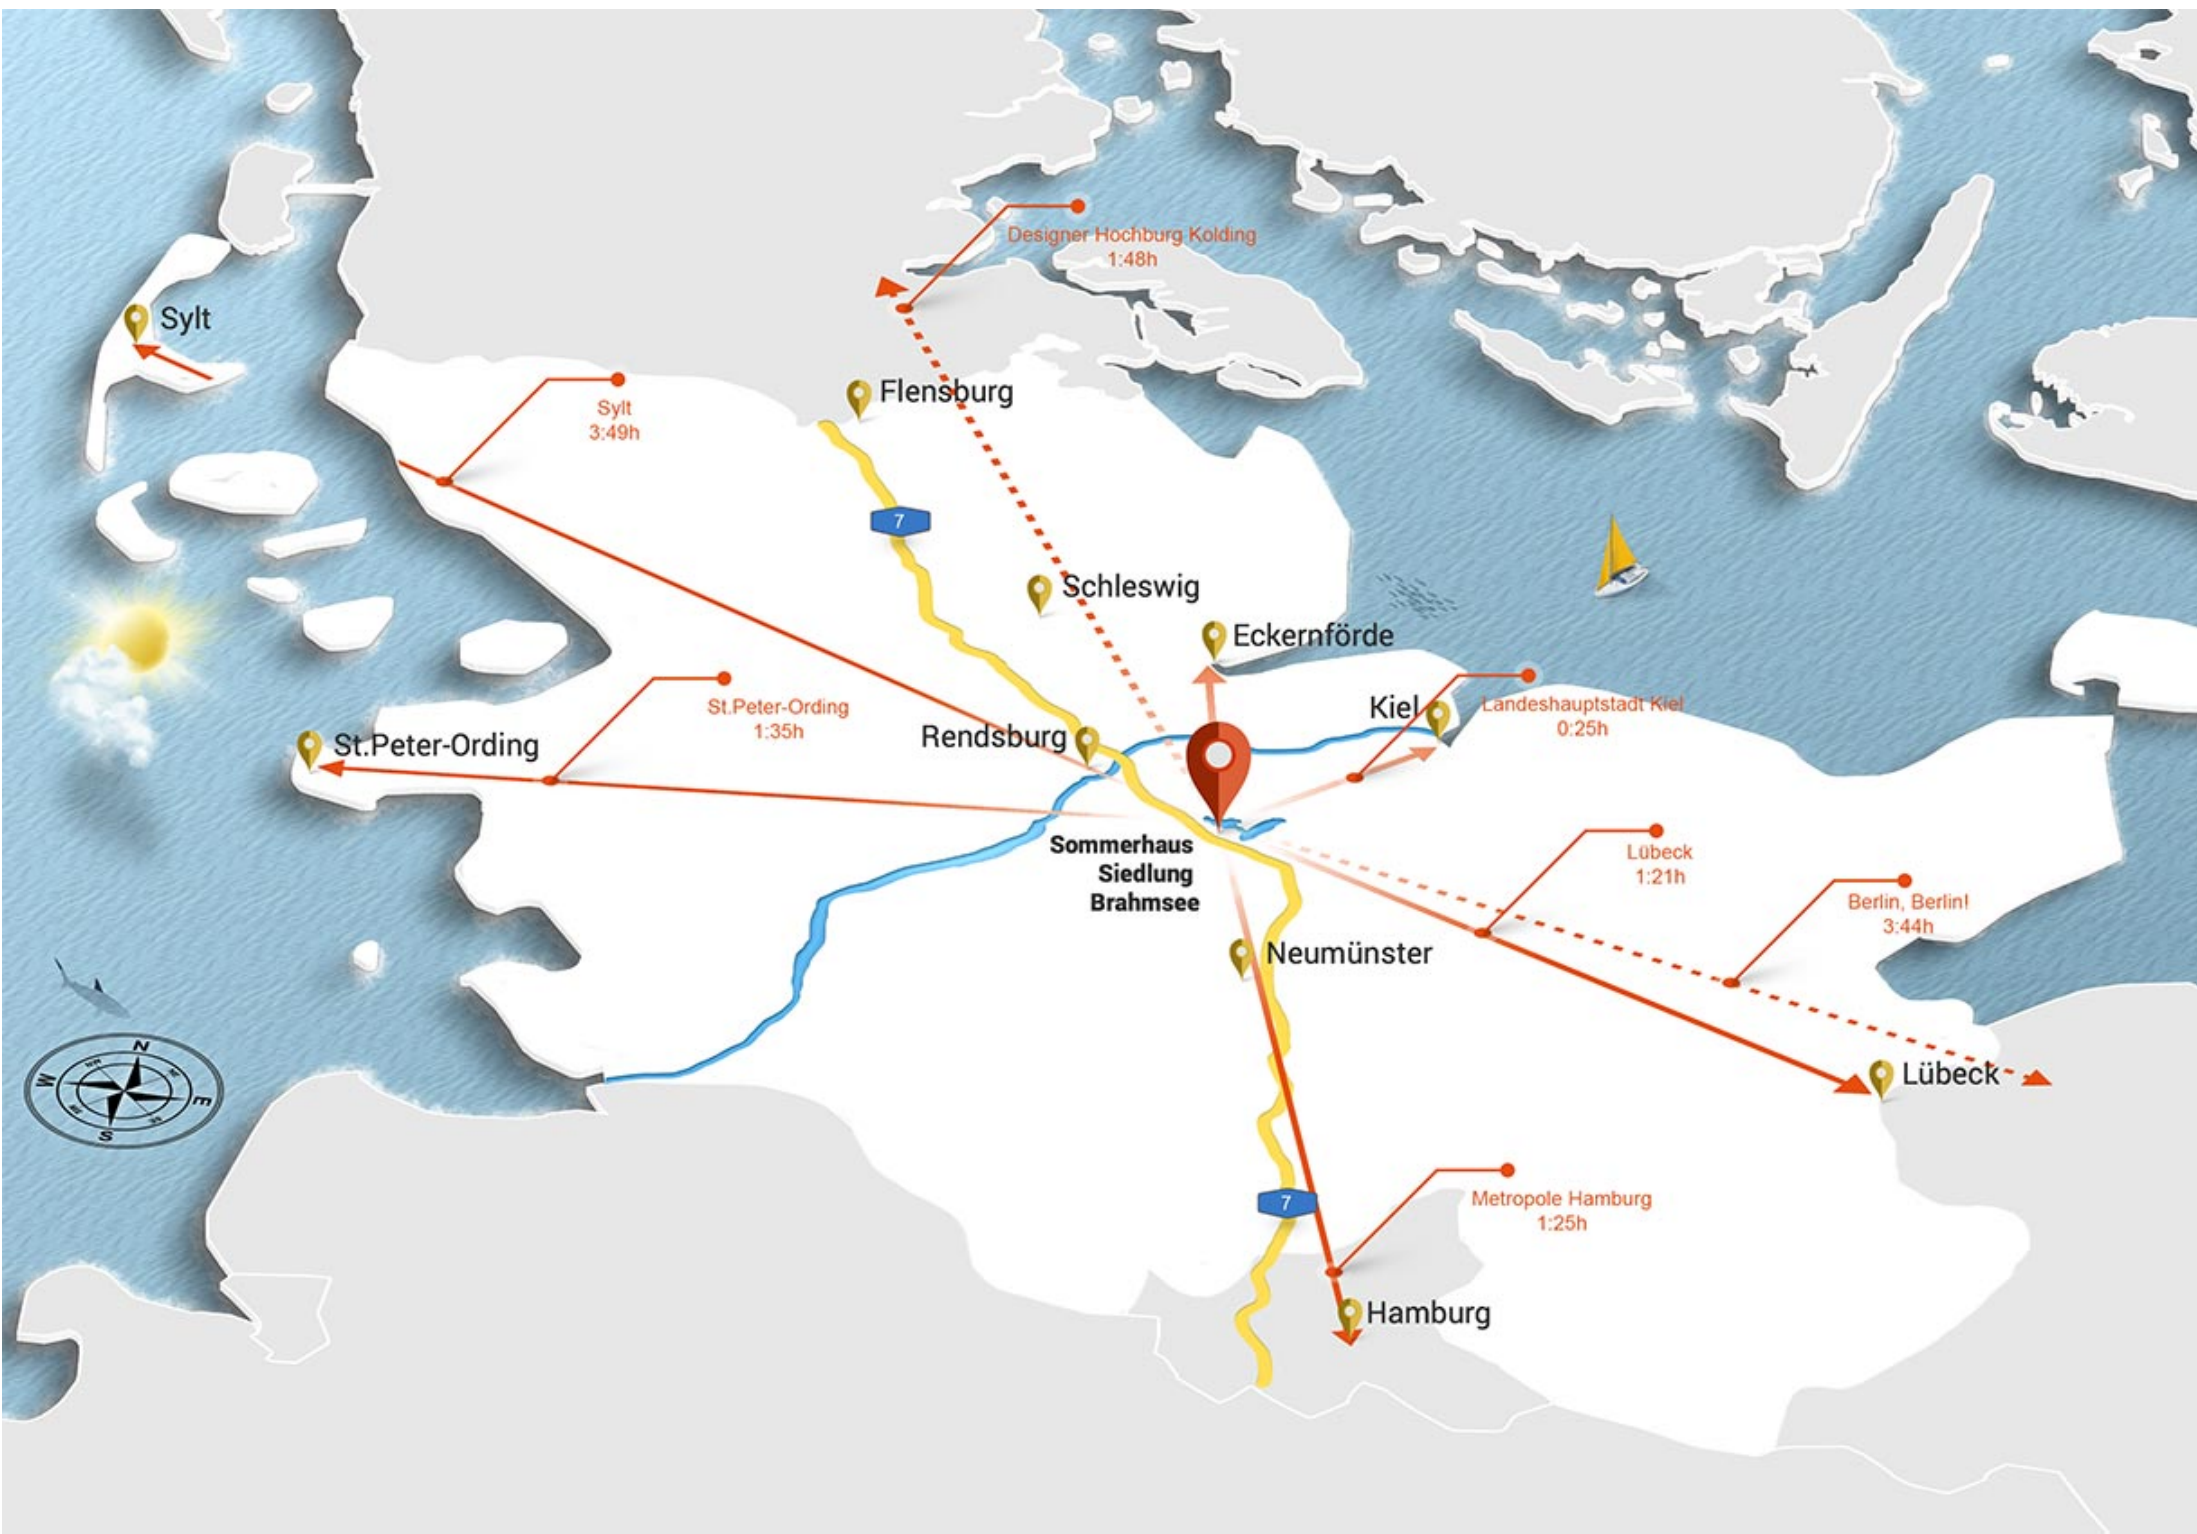 Designer Hochburg Kolding
1:48h
Sylt
Flensburg
Sylt
3:49h
7
Schleswig
Eckernförde
Kiel
Landeshauptstadt Kiel
0:25h
St.Peter-Ording
1:35h
Rendsburg
St.Peter-Ording
Sommerhaus
Siedlung
Brahmsee
Lübeck
1:21h
Berlin, Berlin!
3:44h
Neumünster
N
W
E
S
Lübeck
7
Metropole Hamburg
1:25h
Hamburg